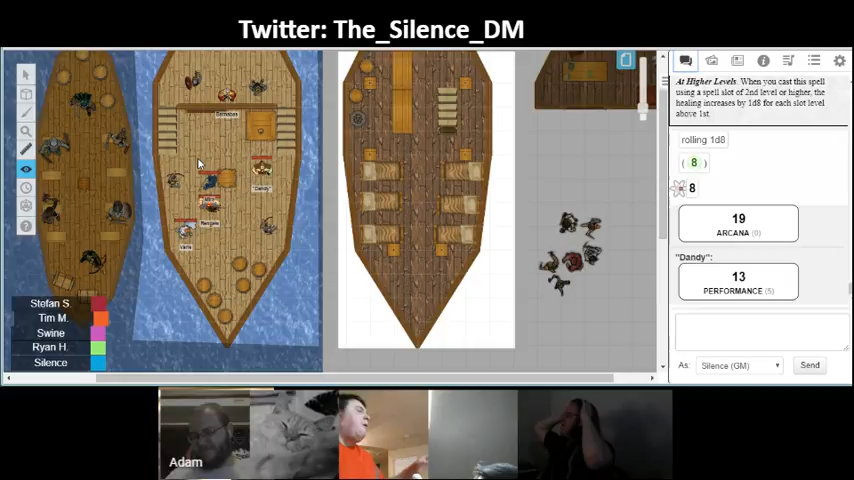 Twitter: The_Silence_DM
At Higher Levels. When you cast this spell
using a spell slot of 2nd level or higher, the
healing increases by 1d8 for each slot level
above 1st.
rolling 1d8
( 8 )
8
19
ARCANA (0)
"Dandy":
13
PERFORMANCE (5)
"Dandy"
Stefan S.
Tim M.
Swine
Ryan H.
Silence
As:
Silence (GM)
Send
Adam